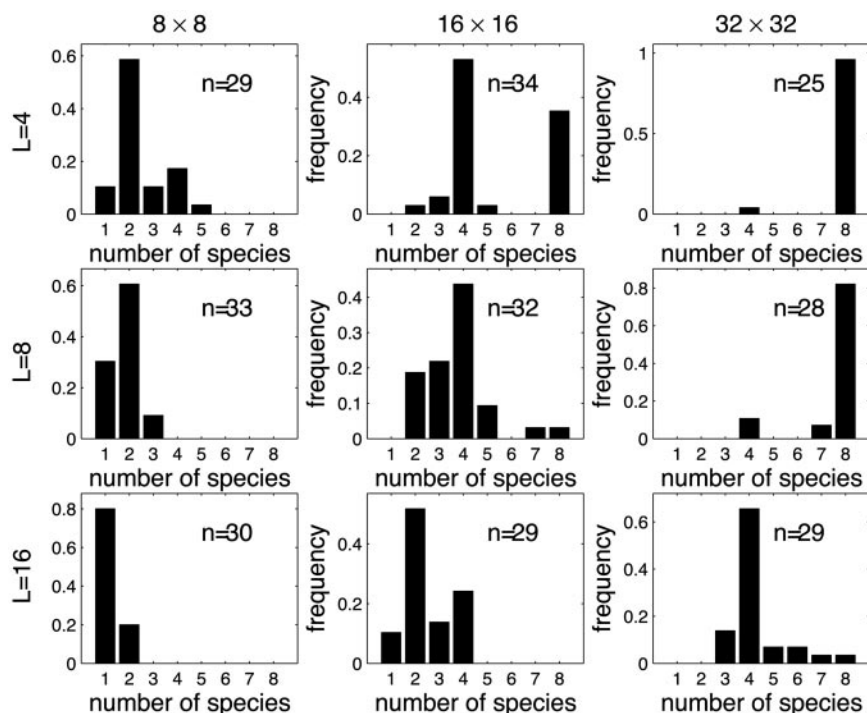 8 × 8
16 × 16
32 × 32
L=4
0.6
0.4
0.2
0
n=29
1 2 3 4 5 6 7 8
number of species
frequency
0.4
0.2
0
n=34
1 2 3 4 5 6 7 8
number of species
frequency
1
0.5
0
n=25
1 2 3 4 5 6 7 8
number of species
L=8
0.6
0.4
0.2
0
n=33
1 2 3 4 5 6 7 8
number of species
frequency
0.4
0.3
0.2
0.1
0
n=32
1 2 3 4 5 6 7 8
number of species
frequency
0.8
0.6
0.4
0.2
0
n=28
1 2 3 4 5 6 7 8
number of species
L=16
0.8
0.6
0.4
0.2
0
n=30
1 2 3 4 5 6 7 8
number of species
frequency
0.4
0.2
0
n=29
1 2 3 4 5 6 7 8
number of species
frequency
0.6
0.4
0.2
0
n=29
1 2 3 4 5 6 7 8
number of species